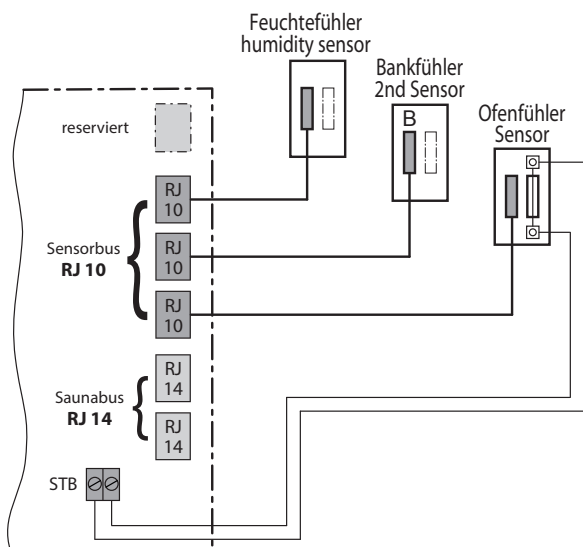 Feuchtefühler
humidity sensor
Bankfühler
2nd Sensor
Ofenfühler
Sensor
B
reserviert
RJ
10
Sensorbus
RJ 10
RJ
10
RJ
10
Saunabus
RJ 14
RJ
14
RJ
14
STB